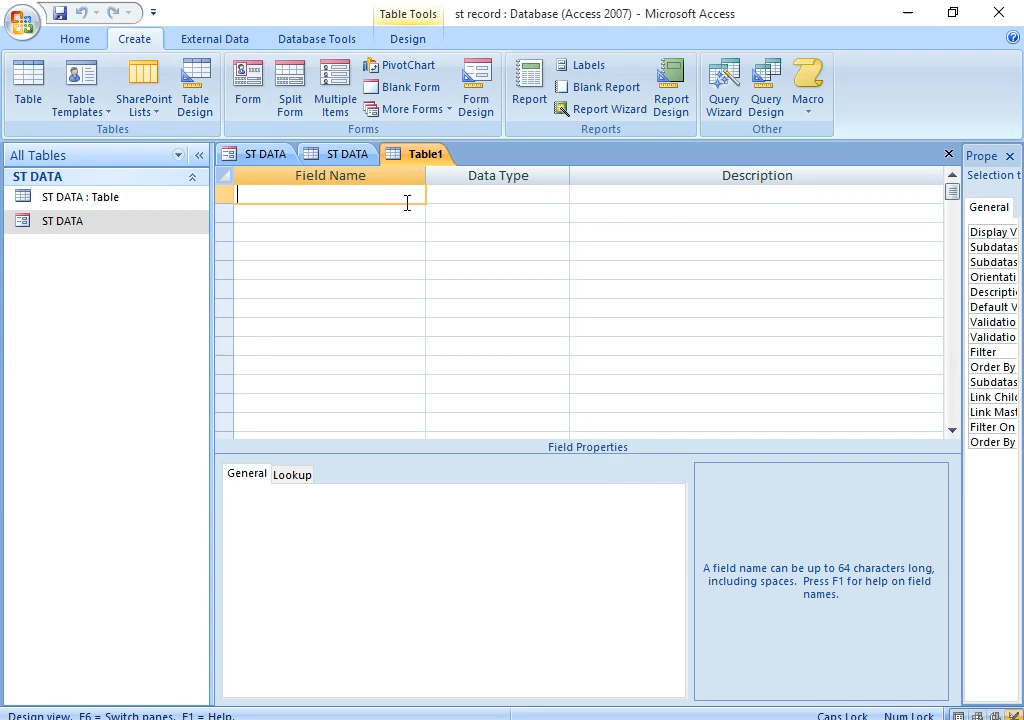 Table Tools
st record : Database (Access 2007) - Microsoft Access
Home
Create
External Data
Database Tools
Design
Table
Table Templates
SharePoint Lists
Table Design
Tables
Form
Split Form
Multiple Items
PivotChart
Blank Form
More Forms
Form Design
Forms
Report
Labels
Blank Report
Report Wizard
Report Design
Reports
Query Wizard
Query Design
Macro
Other
All Tables
ST DATA
ST DATA : Table
ST DATA
ST DATA
ST DATA
Table1
Field Name
Data Type
Description
Field Properties
General
Lookup
A field name can be up to 64 characters long,
including spaces. Press F1 for help on field
names.
Prope
Selection t
General
Display V
Subdatas
Subdatas
Orientati
Descripti
Default V
Validatio
Validatio
Filter
Order By
Subdatas
Link Chil
Link Mast
Filter On
Order By
Design view. F6 = Switch panes. F1 = Help.
Caps Lock
Num Lock